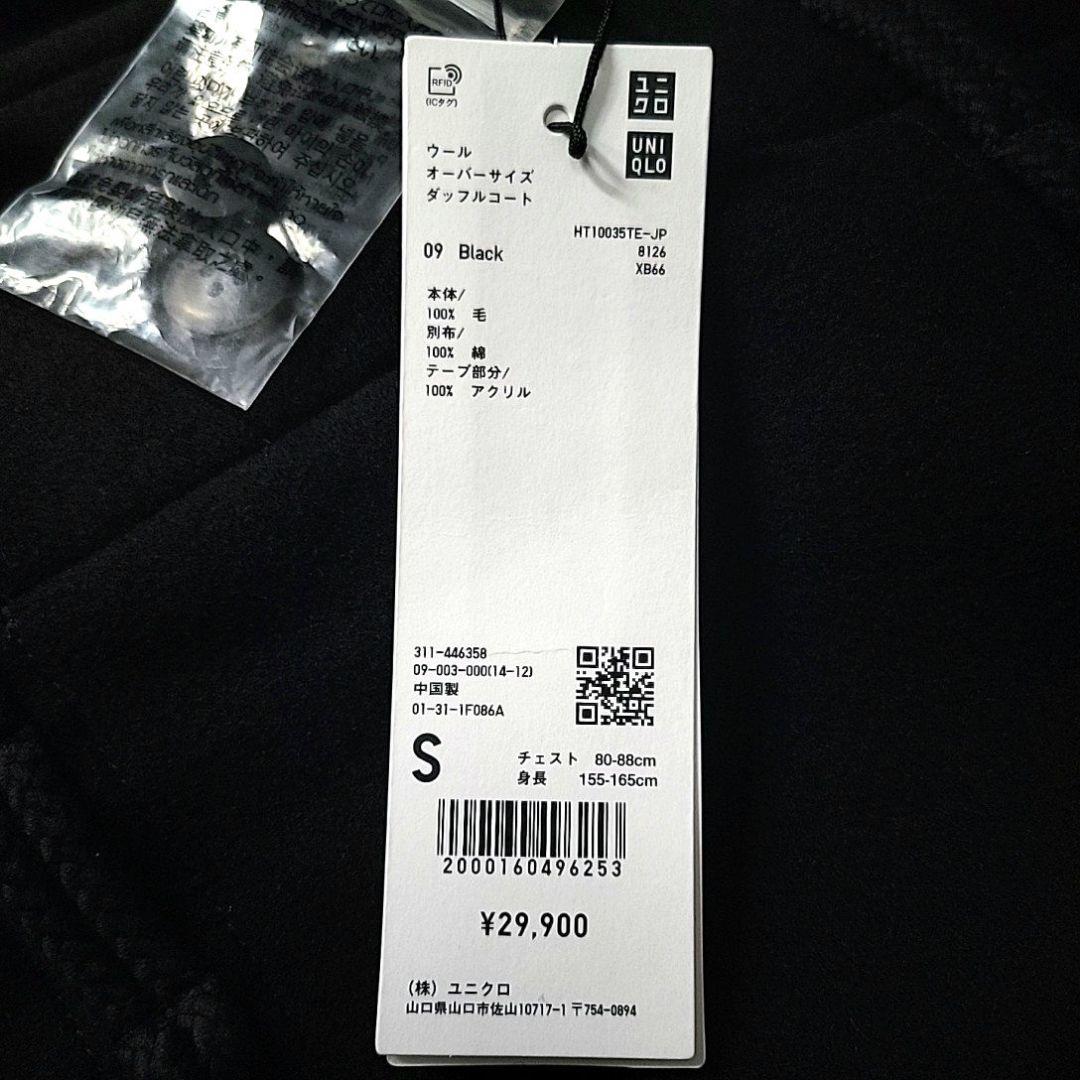 RFID
(ICタグ)
ユニ
クロ
UNI
QLO
ウール
オーバーサイズ
ダッフルコート
HT10035TE-JP
09 Black
8126
XB66
本体/
100% 毛
別布/
100% 綿
テープ部分/
100% アクリル
311-446358
09-003-000(14-12)
中国製
01-31-1F086A
S
チェスト 80-88cm
身長 155-165cm
2000160496253
¥29,900
(株) ユニクロ
山口県山口市佐山10717-1 〒754-0894